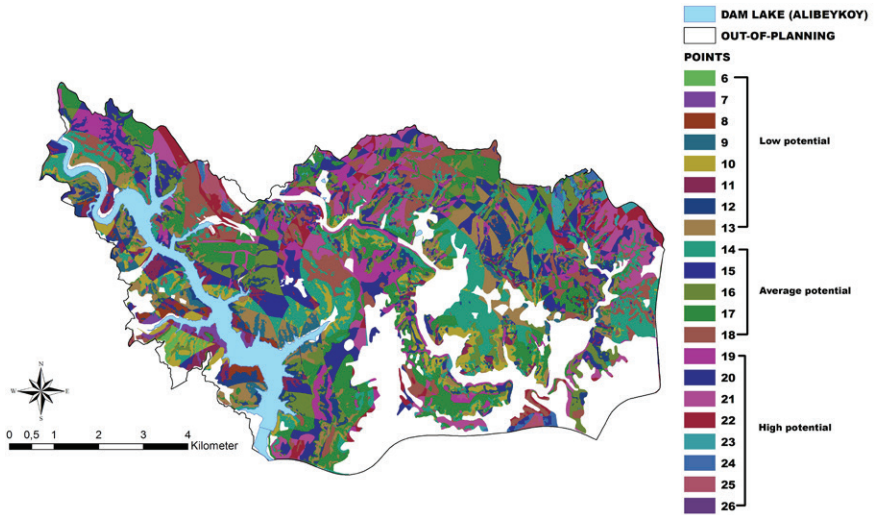 DAM LAKE (ALIBEYKOY)
OUT-OF-PLANNING
POINTS
6
7
8
9
10
11
12
13
Low potential
14
15
16
17
18
Average potential
19
20
21
22
23
24
25
26
High potential
N
W E
S
0 0,5 1 2 3 4
Kilometer